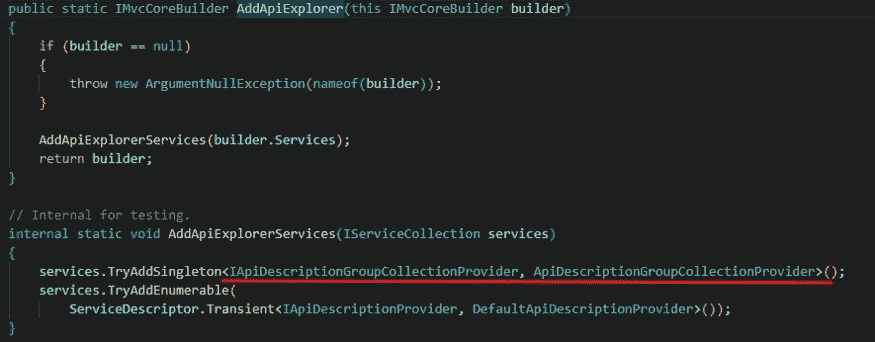 public static IMvcCoreBuilder AddApiExplorer(this IMvcCoreBuilder builder)
{
if (builder == null)
{
throw new ArgumentNullException(nameof(builder));
}
AddApiExplorerServices(builder.Services);
return builder;
}
// Internal for testing.
internal static void AddApiExplorerServices(IServiceCollection services)
{
services.TryAddSingleton<IApiDescriptionGroupCollectionProvider, ApiDescriptionGroupCollectionProvider>();
services.TryAddEnumerable(
ServiceDescriptor.Transient<IApiDescriptionProvider, DefaultApiDescriptionProvider>());
}